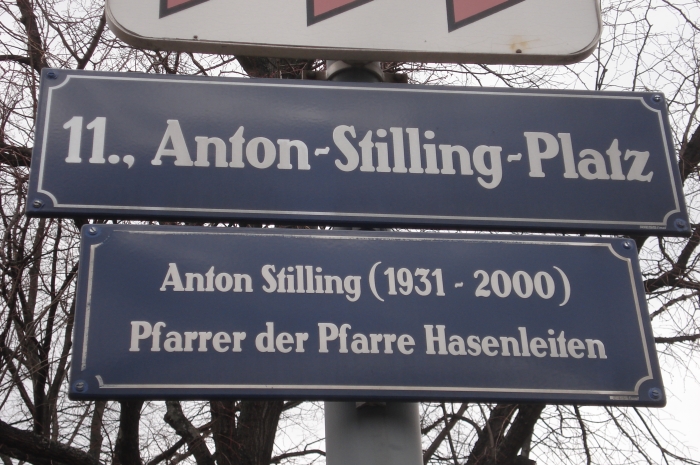 11., Anton-Stilling-Platz
Anton Stilling (1931 - 2000)
Pfarrer der Pfarre Hasenleiten